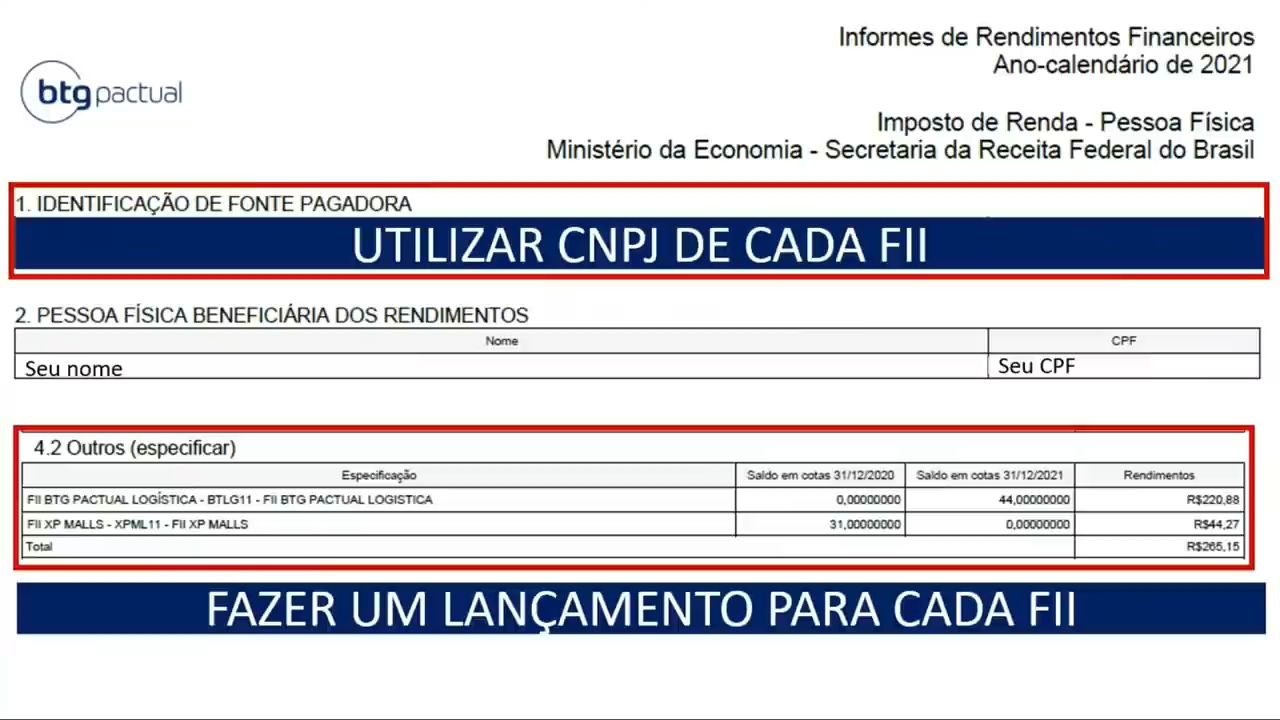 Informes de Rendimentos Financeiros
Ano-calendário de 2021
btg pactual
Imposto de Renda - Pessoa Física
Ministério da Economia - Secretaria da Receita Federal do Brasil
1. IDENTIFICAÇÃO DE FONTE PAGADORA
UTILIZAR CNPJ DE CADA FII
2. PESSOA FÍSICA BENEFICIÁRIA DOS RENDIMENTOS
Nome CPF
Seu nome Seu CPF
4.2 Outros (especificar)
Especificação Saldo em cotas 31/12/2020 Saldo em cotas 31/12/2021 Rendimentos
FII BTG PACTUAL LOGÍSTICA - BTLG11 - FII BTG PACTUAL LOGISTICA 0,00000000 44,00000000 R$220,88
FII XP MALLS - XPML11 - FII XP MALLS 31,00000000 0,00000000 R$44,27
Total R$265,15
FAZER UM LANÇAMENTO PARA CADA FII